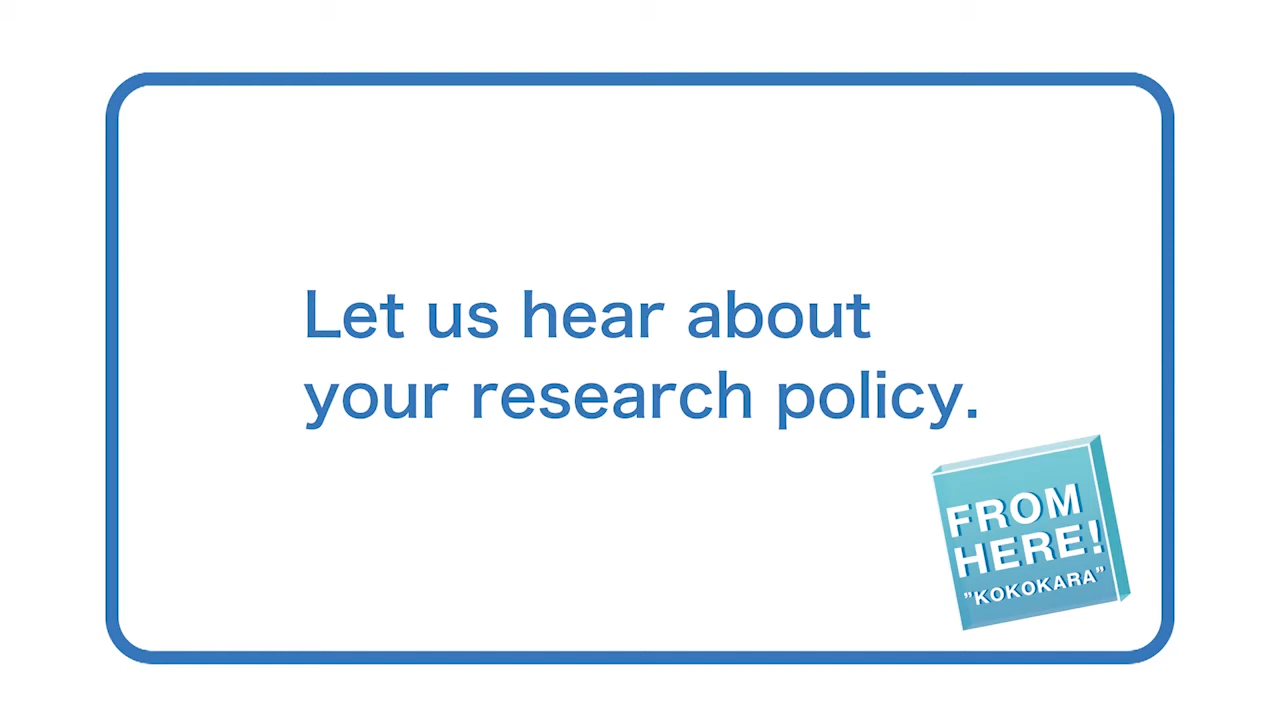 Let us hear about
your research policy.
FROM
HERE!
”KOKOKARA”